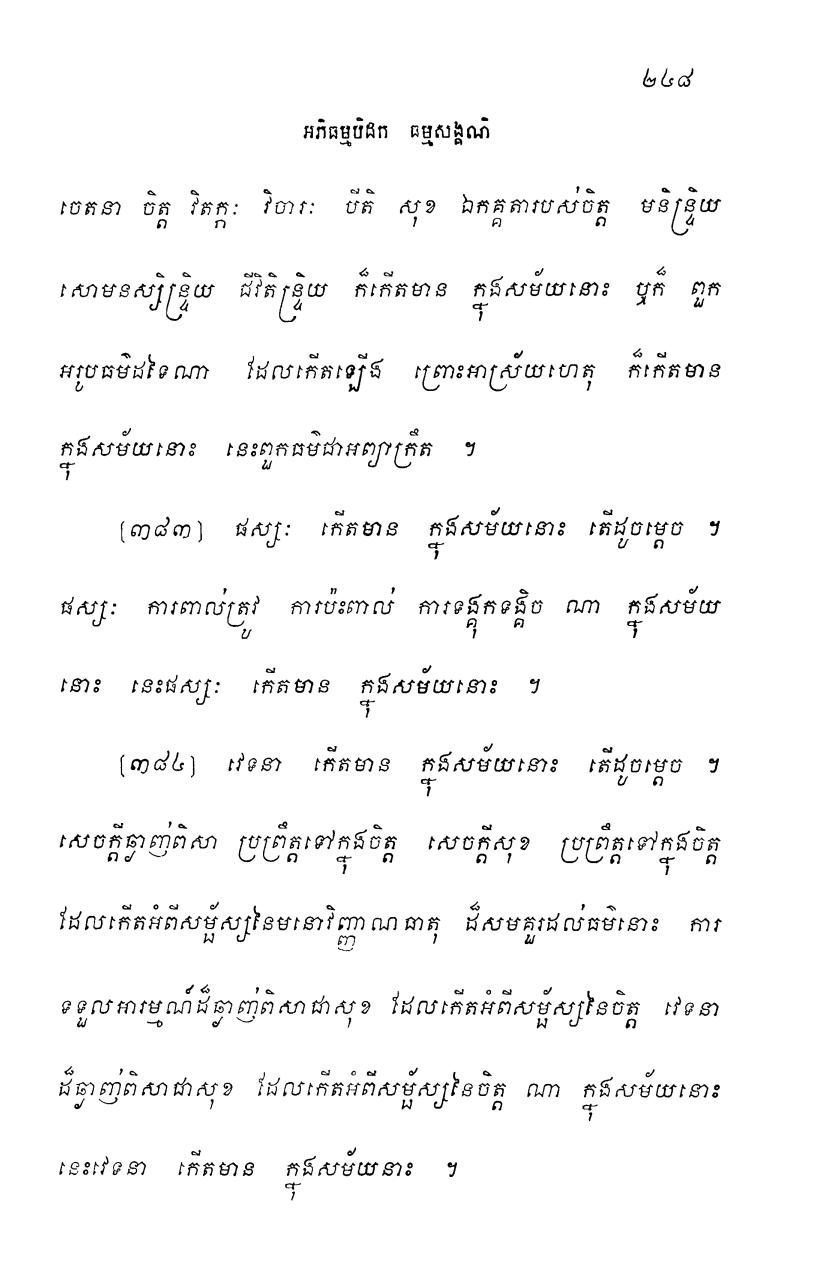 ២៤៨
អភិធម្មបិដក ធម្មសង្គណិ
ចេតនា ចិត្ត វិតក្កៈ វិចារៈ បីតិ សុខ ឯកគ្គតារបស់ចិត្ត មនិន្ទ្រិយ
សោមនស្សិន្ទ្រិយ ជីវិតិន្ទ្រិយ ក៏កើតមាន ក្នុងសម័យនោះ ឬក៏ ពួក
អរូបធម៌ដទៃណា ដែលកើតឡើង ព្រោះអាស្រ័យហេតុ ក៏កើតមាន
ក្នុងសម័យនោះ នេះពួកធម៌ជាអព្យាក្រឹត ។
[៣៨៣] ផស្សៈ កើតមាន ក្នុងសម័យនោះ តើដូចម្តេច ។
ផស្សៈ ការពាល់ត្រូវ ការប៉ះពាល់ ការទង្គុកទង្គិច ណា ក្នុងសម័យ
នោះ នេះផស្សៈ កើតមាន ក្នុងសម័យនោះ ។
[៣៨៤] វេទនា កើតមាន ក្នុងសម័យនោះ តើដូចម្តេច ។
សេចក្តីឆ្ងាញ់ពិសា ប្រព្រឹត្តទៅក្នុងចិត្ត សេចក្តីសុខ ប្រព្រឹត្តទៅក្នុងចិត្ត
ដែលកើតអំពីសម្ផ័ស្សនៃមនោវិញ្ញាណធាតុ ដ៏សមគួរដល់ធម៌នោះ ការ
ទទួលអារម្មណ៍ដ៏ឆ្ងាញ់ពិសាជាសុខ ដែលកើតអំពីសម្ផ័ស្សនៃចិត្ត វេទនា
ដ៏ឆ្ងាញ់ពិសាជាសុខ ដែលកើតអំពីសម្ផ័ស្សនៃចិត្ត ណា ក្នុងសម័យនោះ
នេះវេទនា កើតមាន ក្នុងសម័យនាះ ។